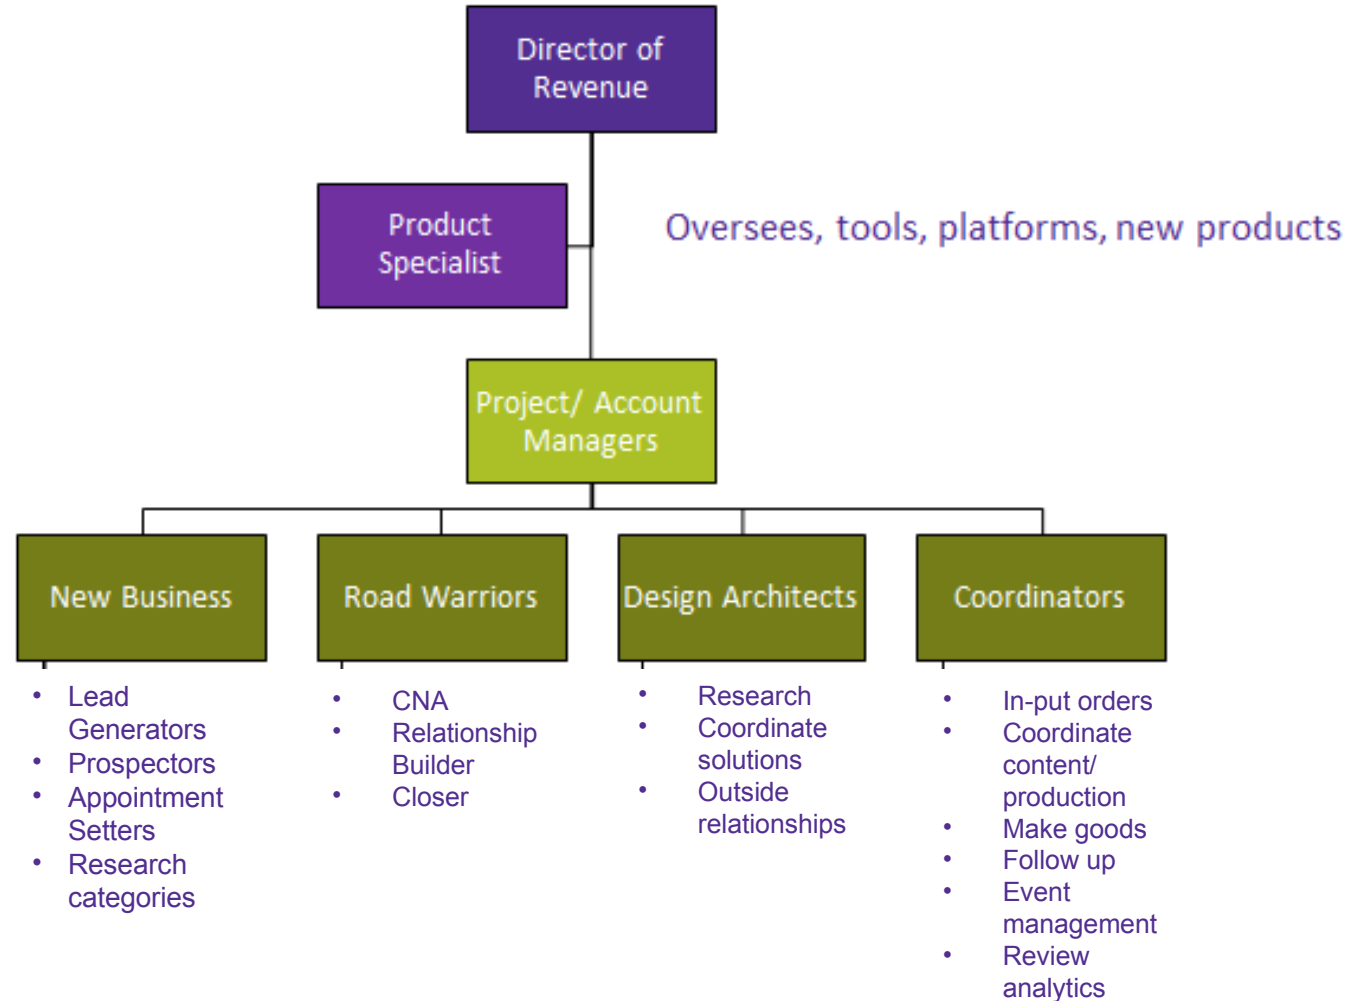 Director of
Revenue
Product
Specialist
Oversees, tools, platforms, new products
Project/ Account
Managers
New Business
Road Warriors
Design Architects
Coordinators
• Lead
Generators
• Prospectors
• Appointment
Setters
• Research
categories
• CNA
• Relationship
Builder
• Closer
• Research
• Coordinate
solutions
• Outside
relationships
• In-put orders
• Coordinate
content/
production
• Make goods
• Follow up
• Event
management
• Review
analytics